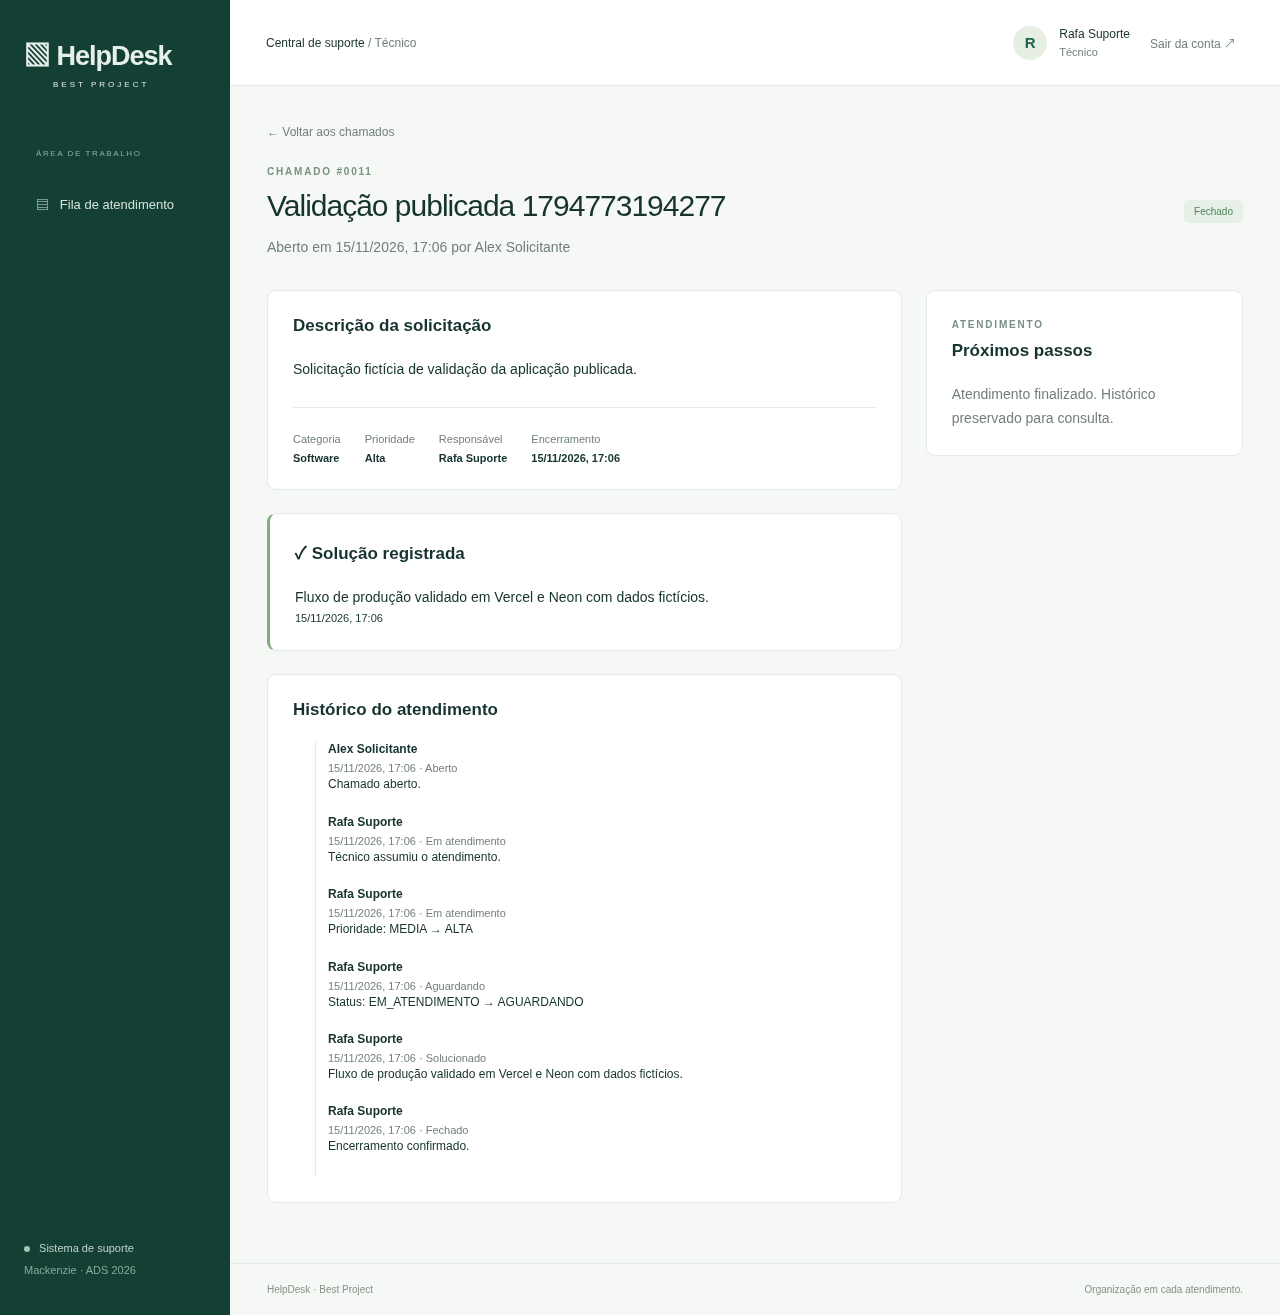 ▧ HelpDesk
BEST PROJECT
ÁREA DE TRABALHO
▤ Fila de atendimento
Sistema de suporte
Mackenzie · ADS 2026
Central de suporte / Técnico
R
Rafa Suporte
Técnico
Sair da conta ↗
← Voltar aos chamados
CHAMADO #0011
Validação publicada 1794773194277
Fechado
Aberto em 15/11/2026, 17:06 por Alex Solicitante
Descrição da solicitação
Solicitação fictícia de validação da aplicação publicada.
Categoria Prioridade Responsável Encerramento
Software Alta Rafa Suporte 15/11/2026, 17:06
ATENDIMENTO
Próximos passos
Atendimento finalizado. Histórico
preservado para consulta.
✓ Solução registrada
Fluxo de produção validado em Vercel e Neon com dados fictícios.
15/11/2026, 17:06
Histórico do atendimento
Alex Solicitante
15/11/2026, 17:06 · Aberto
Chamado aberto.
Rafa Suporte
15/11/2026, 17:06 · Em atendimento
Técnico assumiu o atendimento.
Rafa Suporte
15/11/2026, 17:06 · Em atendimento
Prioridade: MEDIA → ALTA
Rafa Suporte
15/11/2026, 17:06 · Aguardando
Status: EM_ATENDIMENTO → AGUARDANDO
Rafa Suporte
15/11/2026, 17:06 · Solucionado
Fluxo de produção validado em Vercel e Neon com dados fictícios.
Rafa Suporte
15/11/2026, 17:06 · Fechado
Encerramento confirmado.
HelpDesk · Best Project
Organização em cada atendimento.